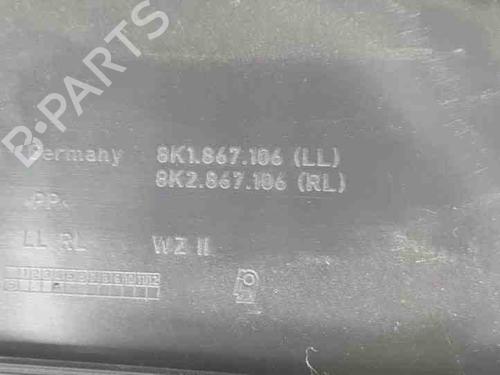 B-PARTS
Germany 8K1.867.106 (LL)
8K2.867.106 (RL)
>PP<
LL RL WZ II